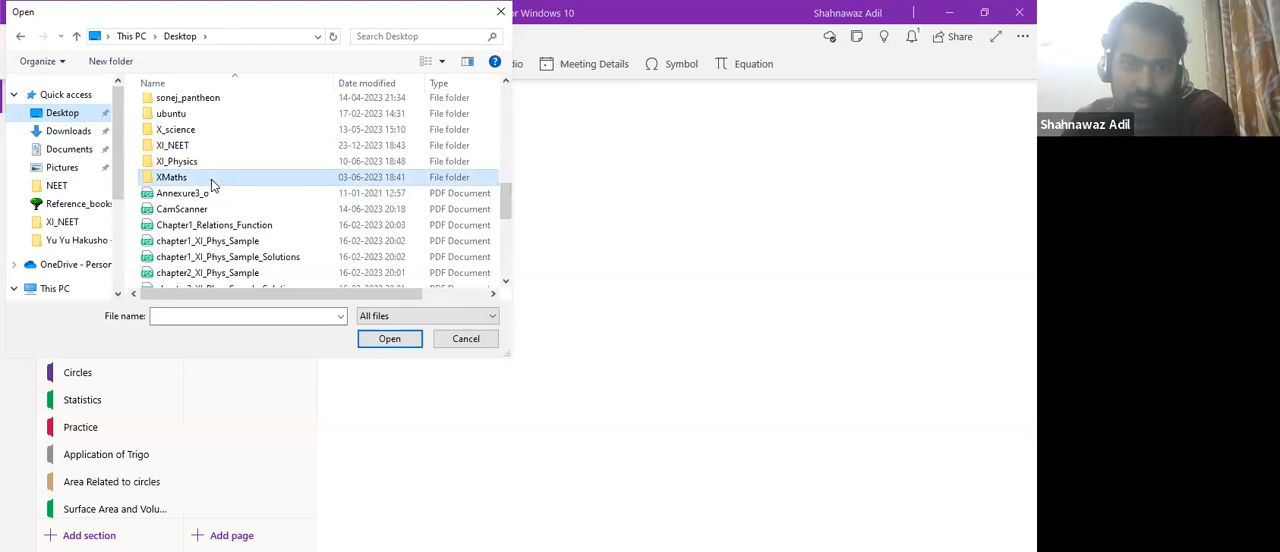 Open
or Windows 10
Shahnawaz Adil
This PC
Desktop
Search Desktop
Organize
New folder
dio
Meeting Details
Symbol
Equation
Share
Name
Date modified
Type
Quick access
Desktop
Downloads
Documents
Pictures
NEET
Reference_books
XI_NEET
Yu Yu Hakusho
OneDrive - Person
This PC
sonej_pantheon 14-04-2023 21:34 File folder
ubuntu 17-02-2023 14:31 File folder
X_science 13-05-2023 15:10 File folder
XI_NEET 23-12-2023 18:43 File folder
XI_Physics 10-06-2023 18:48 File folder
XMaths 03-06-2023 18:41 File folder
Annexure3_o 11-01-2021 12:57 PDF Document
CamScanner 14-06-2023 20:18 PDF Document
Chapter1_Relations_Function 16-02-2023 20:03 PDF Document
chapter1_XI_Phys_Sample 16-02-2023 20:02 PDF Document
chapter1_XI_Phys_Sample_Solutions 16-02-2023 20:02 PDF Document
chapter2_XI_Phys_Sample 16-02-2023 20:01 PDF Document
File name:
All files
Open
Cancel
Circles
Statistics
Practice
Application of Trigo
Area Related to circles
Surface Area and Volu...
Add section
Add page
Shahnawaz Adil